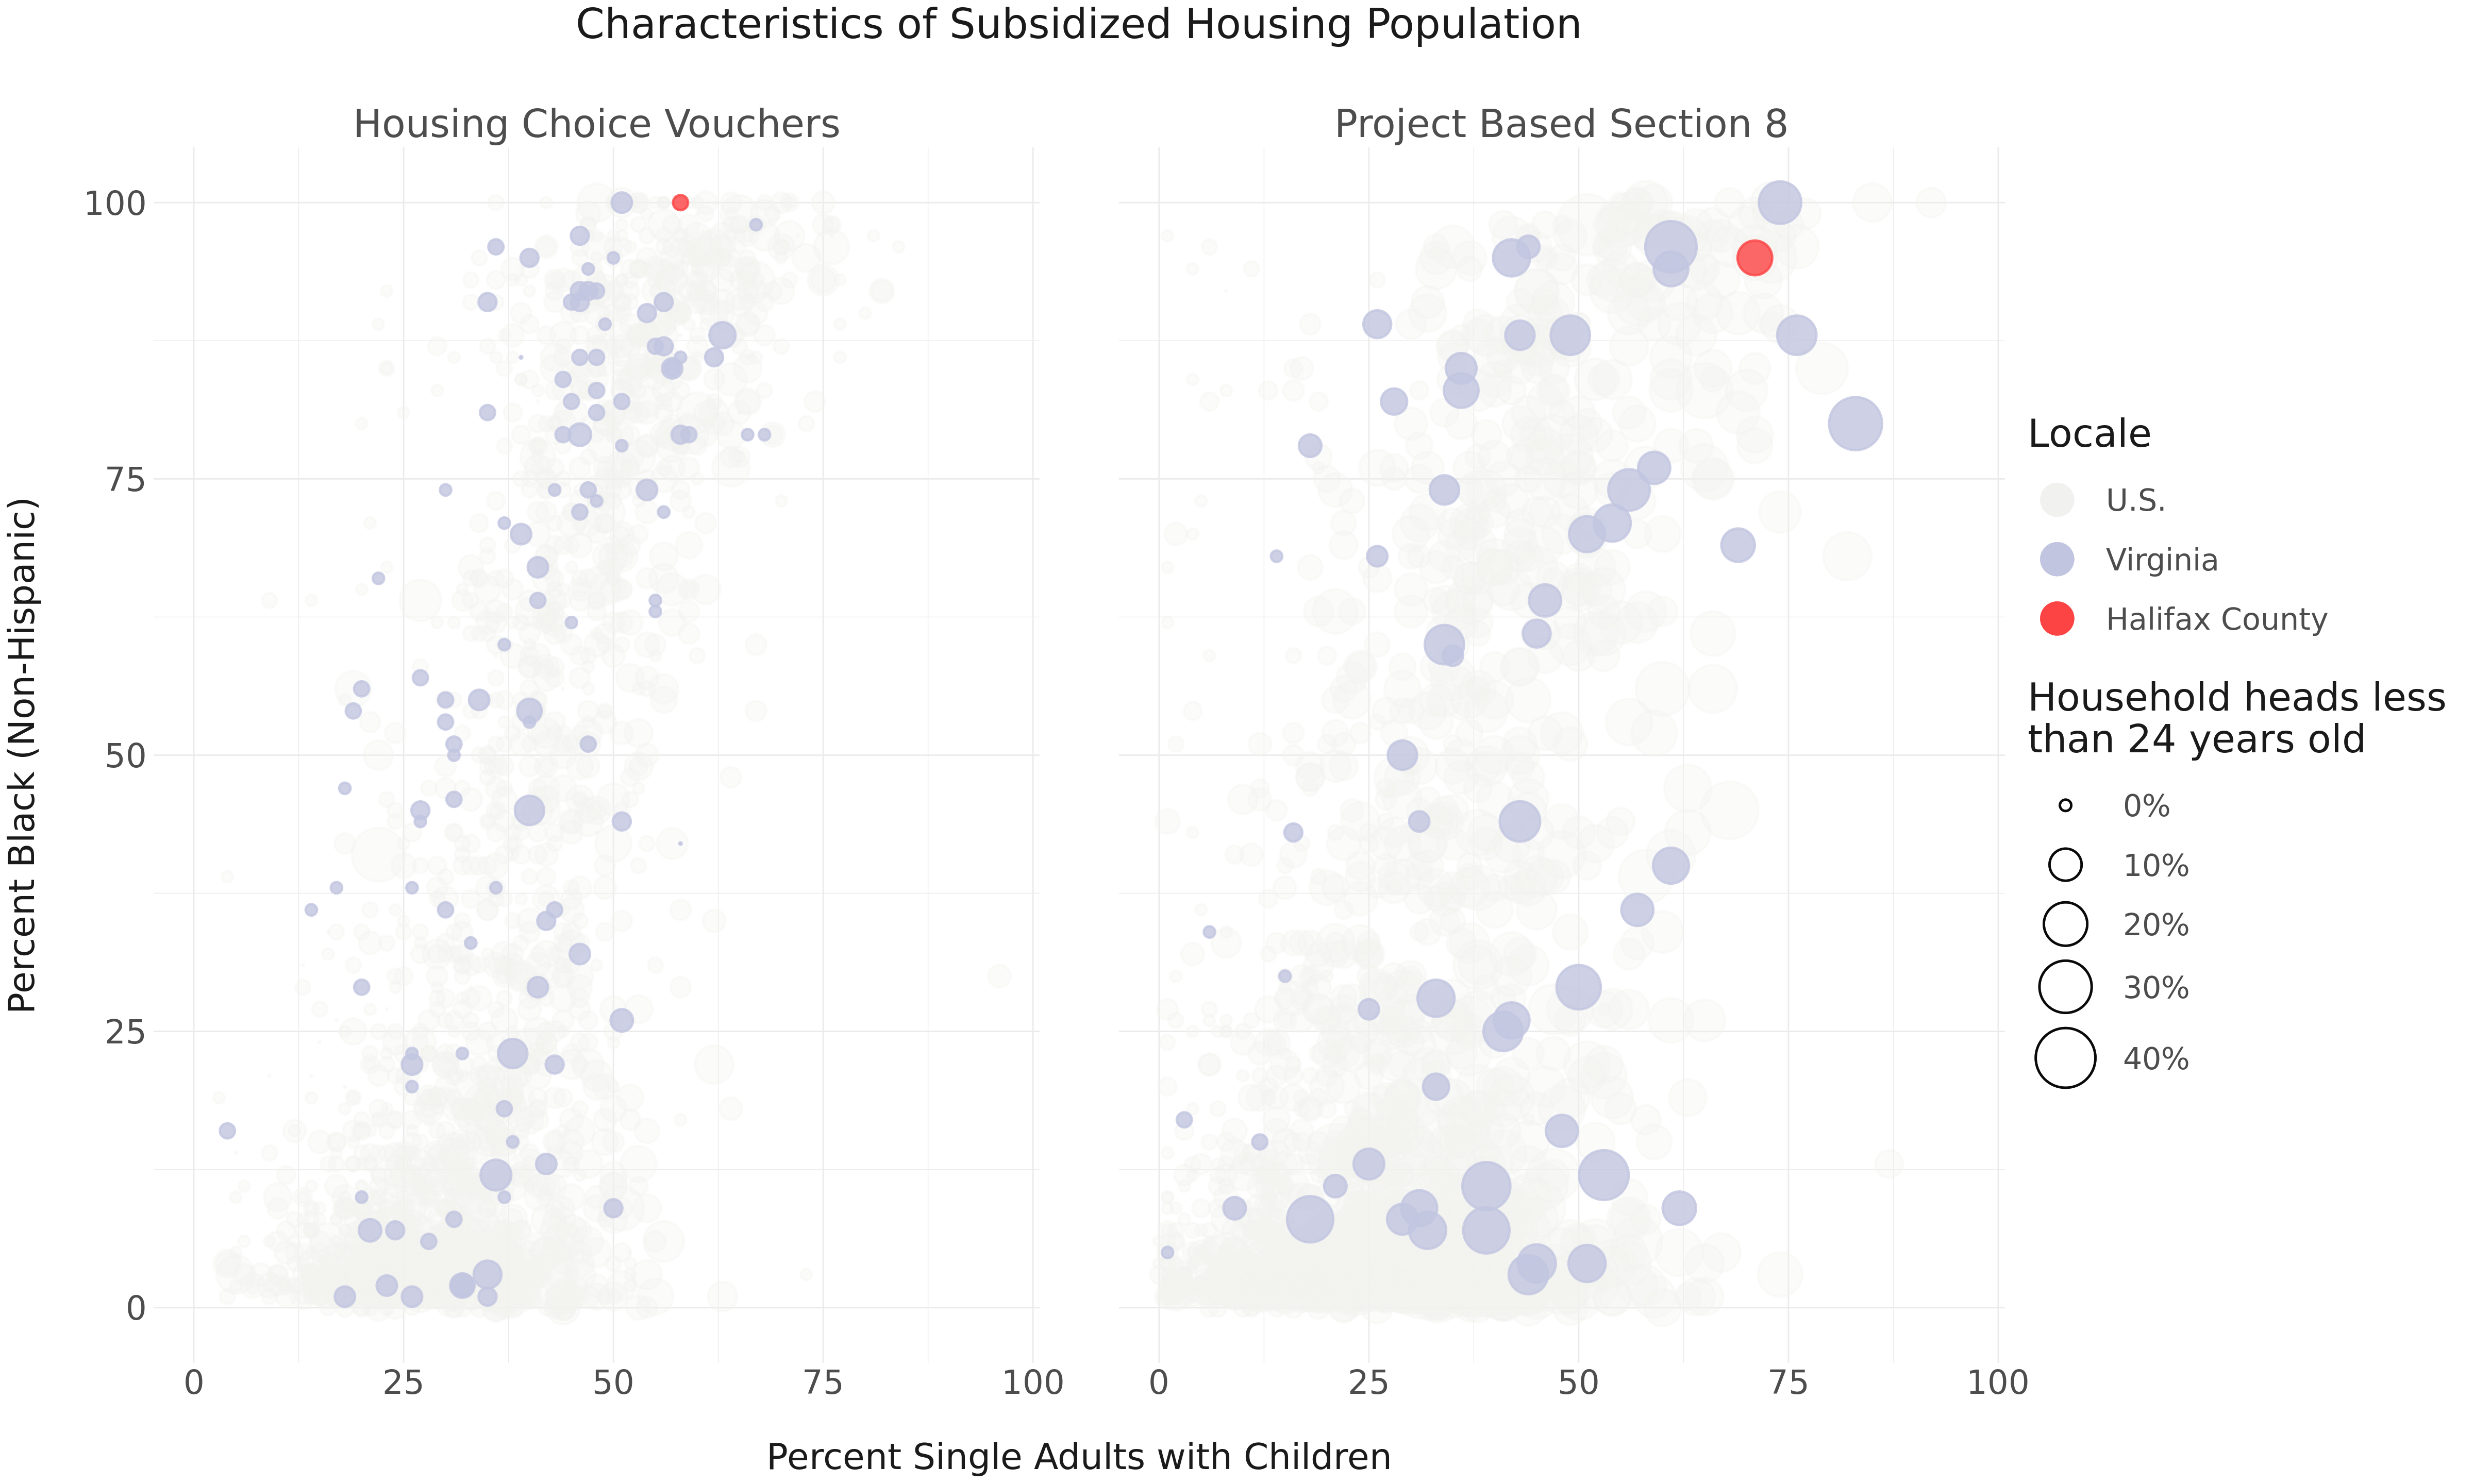 Characteristics of Subsidized Housing Population
Housing Choice Vouchers
Project Based Section 8
Percent Black (Non-Hispanic)
100
75
50
25
0
0 25 50 75 100
0 25 50 75 100
Percent Single Adults with Children
Locale
U.S.
Virginia
Halifax County
Household heads less
than 24 years old
0%
10%
20%
30%
40%